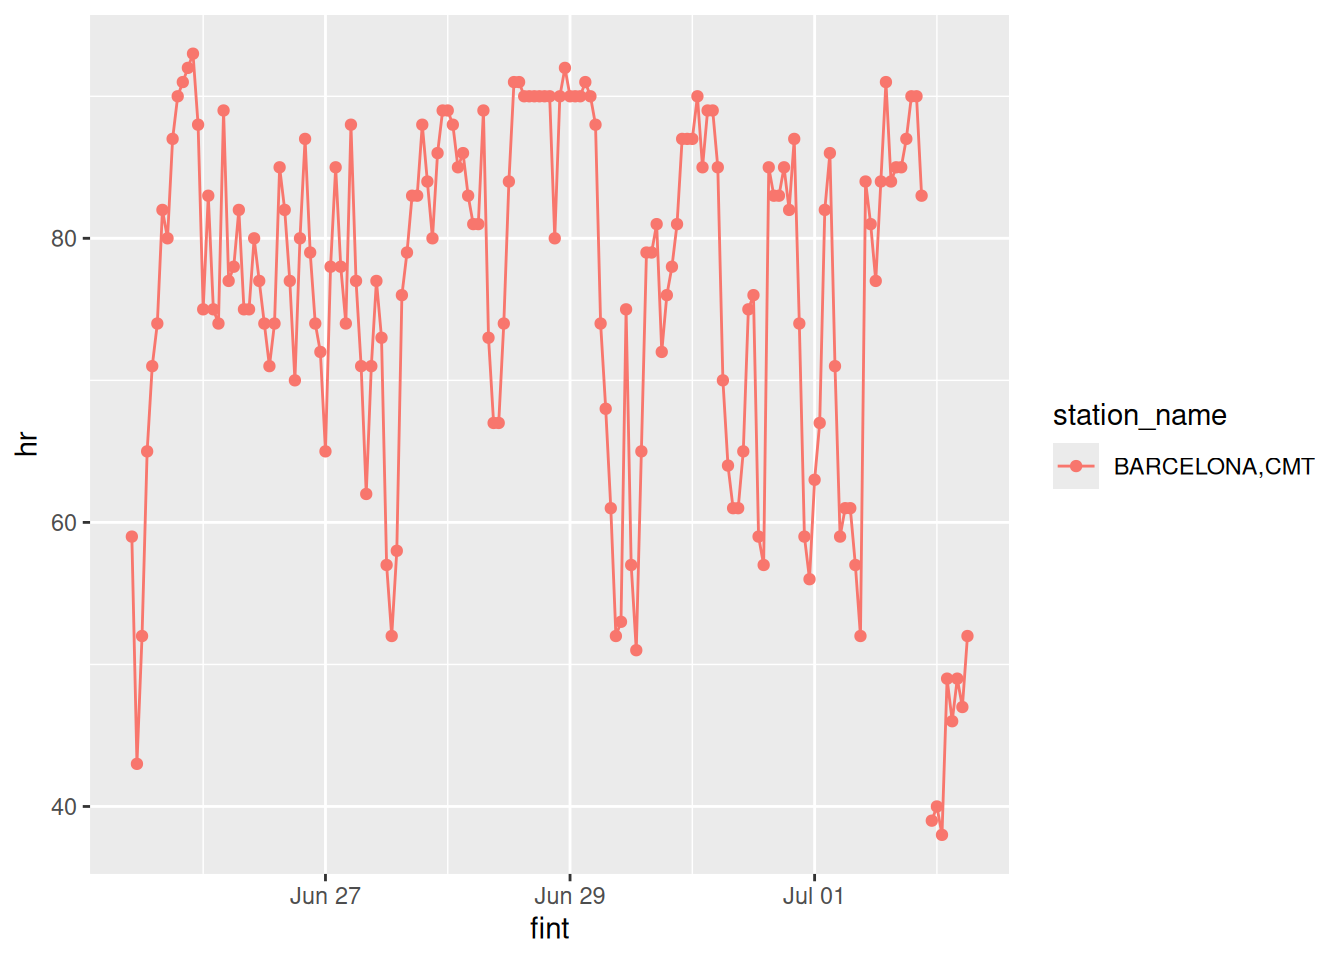 80
60
40
hr
Jun 27
Jun 29
Jul 01
fint
station_name
BARCELONA,CMT